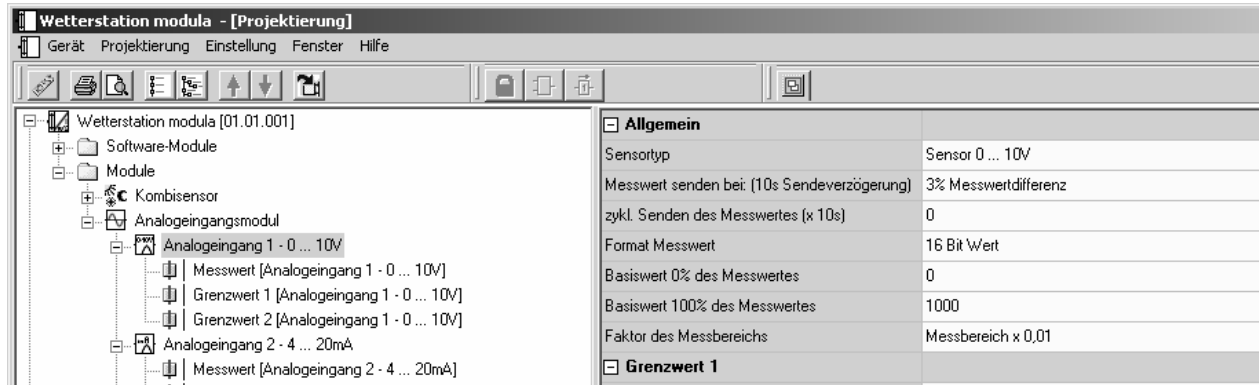 Wetterstation modula - [Projektierung]
Gerät Projektierung Einstellung Fenster Hilfe
Wetterstation modula [01.01.001]
Software-Module
Module
Kombisensor
Analogeingangsmodul
Analogeingang 1 - 0 ... 10V
Messwert [Analogeingang 1 - 0 ... 10V]
Grenzwert 1 [Analogeingang 1 - 0 ... 10V]
Grenzwert 2 [Analogeingang 1 - 0 ... 10V]
Analogeingang 2 - 4 ... 20mA
Messwert [Analogeingang 2 - 4 ... 20mA]
Allgemein
Sensortyp Sensor 0 ... 10V
Messwert senden bei: (10s Sendeverzögerung) 3% Messwertdifferenz
zykl. Senden des Messwertes (x 10s) 0
Format Messwert 16 Bit Wert
Basiswert 0% des Messwertes 0
Basiswert 100% des Messwertes 1000
Faktor des Messbereichs Messbereich x 0,01
Grenzwert 1